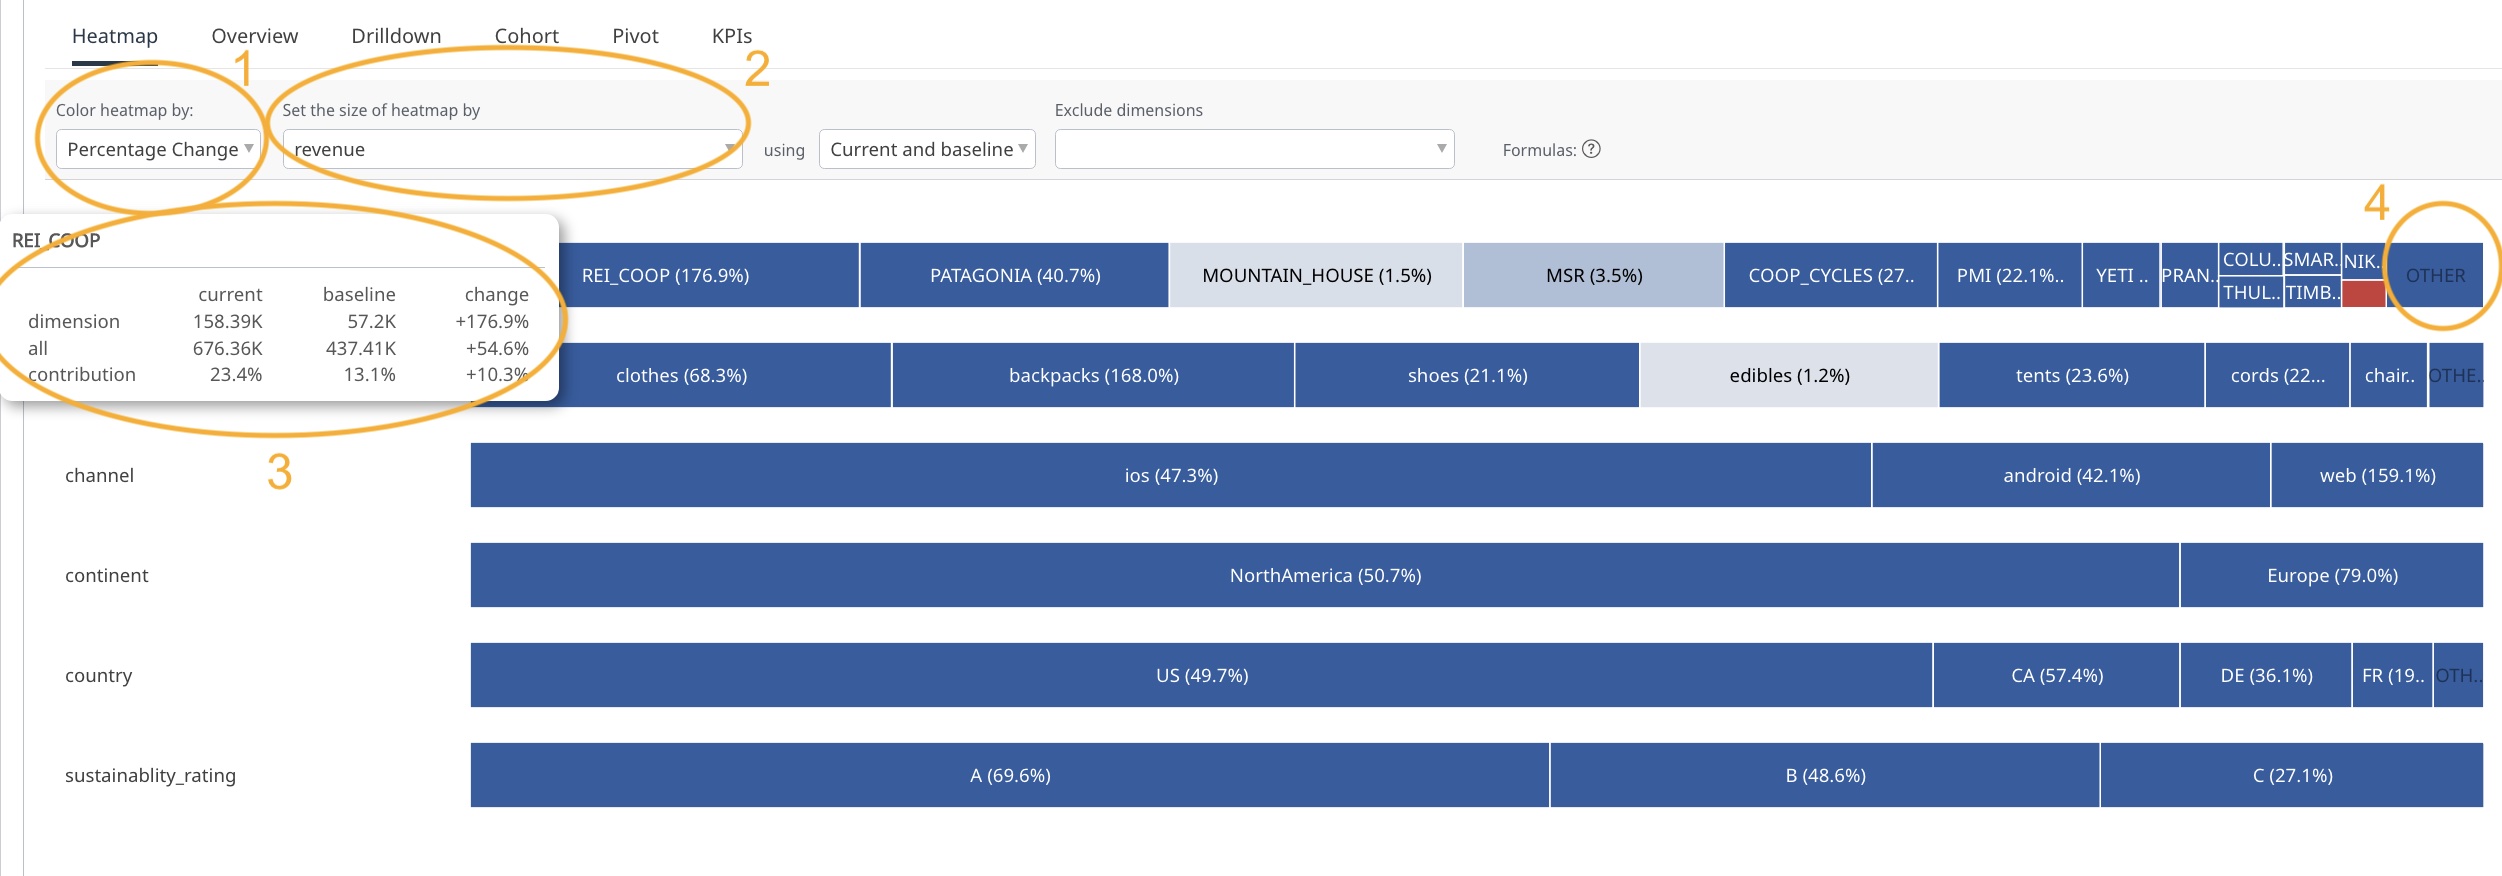 Heatmap Overview Drilldown Cohort Pivot KPIs
1 2
Color heatmap by: Set the size of heatmap by Exclude dimensions
Percentage Change revenue using Current and baseline Formulas: ?
4
REI_COOP
current baseline change
dimension 158.39K 57.2K +176.9%
all 676.36K 437.41K +54.6%
contribution 23.4% 13.1% +10.3%
3
REI_COOP (176.9%) PATAGONIA (40.7%) MOUNTAIN_HOUSE (1.5%) MSR (3.5%) COOP_CYCLES (27.. PMI (22.1%.. YETI .. PRAN.. COLU.. SMAR.. NIK.. OTHER
THUL.. TIMB..
clothes (68.3%) backpacks (168.0%) shoes (21.1%) edibles (1.2%) tents (23.6%) cords (22... chair.. OTHE..
channel ios (47.3%) android (42.1%) web (159.1%)
continent NorthAmerica (50.7%) Europe (79.0%)
country US (49.7%) CA (57.4%) DE (36.1%) FR (19.. OTH..
sustainablity_rating A (69.6%) B (48.6%) C (27.1%)